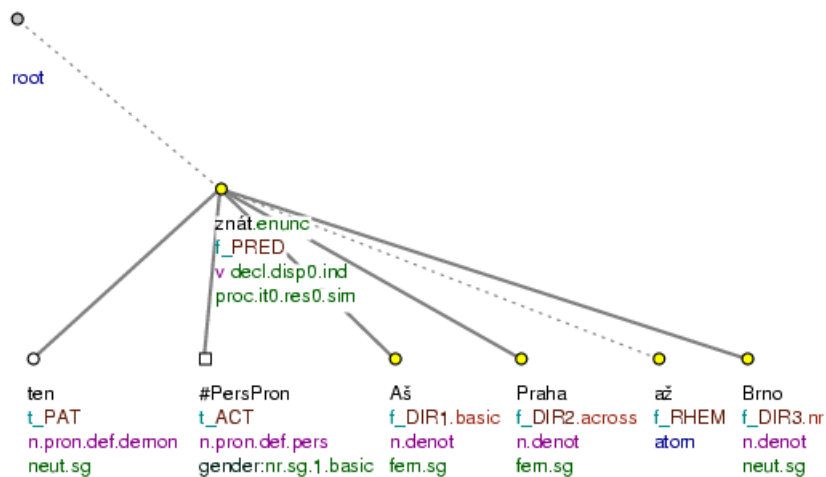 root
znát.enunc
f_PRED
v decl.disp0.ind
proc.it0.res0.sim
ten
t_PAT
n.pron.def.demon
neut.sg
#PersPron
t_ACT
n.pron.def.pers
gender:nr.sg.1.basic
Aš
f_DIR1.basic
n.denot
fem.sg
Praha
f_DIR2.across
n.denot
fem.sg
až
f_RHEM
atom
Brno
f_DIR3.nr
n.denot
neut.sg